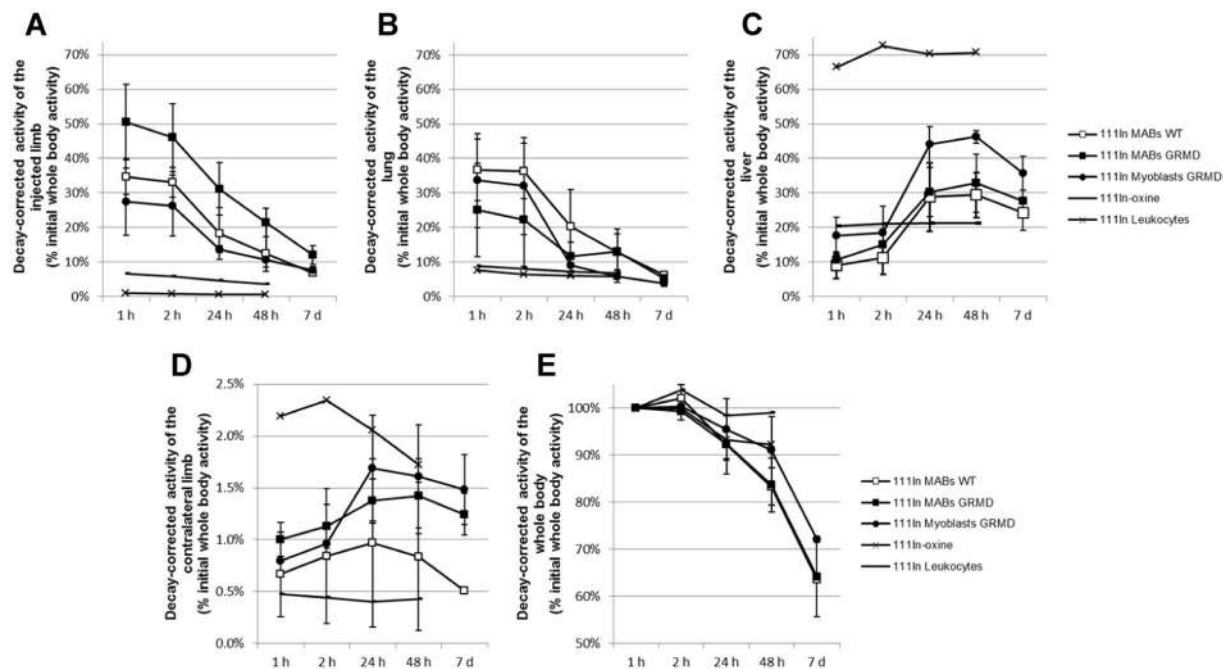 A
B
C
Decay-corrected activity of the
injected limb
(% initial whole body activity)
70%
60%
50%
40%
30%
20%
10%
0%
1 h
2 h
24 h
48 h
7 d
Decay-corrected activity of the
lung
(% initial whole body activity)
70%
60%
50%
40%
30%
20%
10%
0%
1 h
2 h
24 h
48 h
7 d
Decay-corrected activity of the
liver
(% initial whole body activity)
70%
60%
50%
40%
30%
20%
10%
0%
1 h
2 h
24 h
48 h
7 d
111In MABs WT
111In MABs GRMD
111In Myoblasts GRMD
111In-oxine
111In Leukocytes
D
E
Decay-corrected activity of the
contralateral limb
(% initial whole body activity)
2.5%
2.0%
1.5%
1.0%
0.5%
0.0%
1 h
2 h
24 h
48 h
7 d
Decay-corrected activity of the
whole body
(% initial whole body activity)
100%
90%
80%
70%
60%
50%
1 h
2 h
24 h
48 h
7 d
111In MABs WT
111In MABs GRMD
111In Myoblasts GRMD
111In-oxine
111In Leukocytes